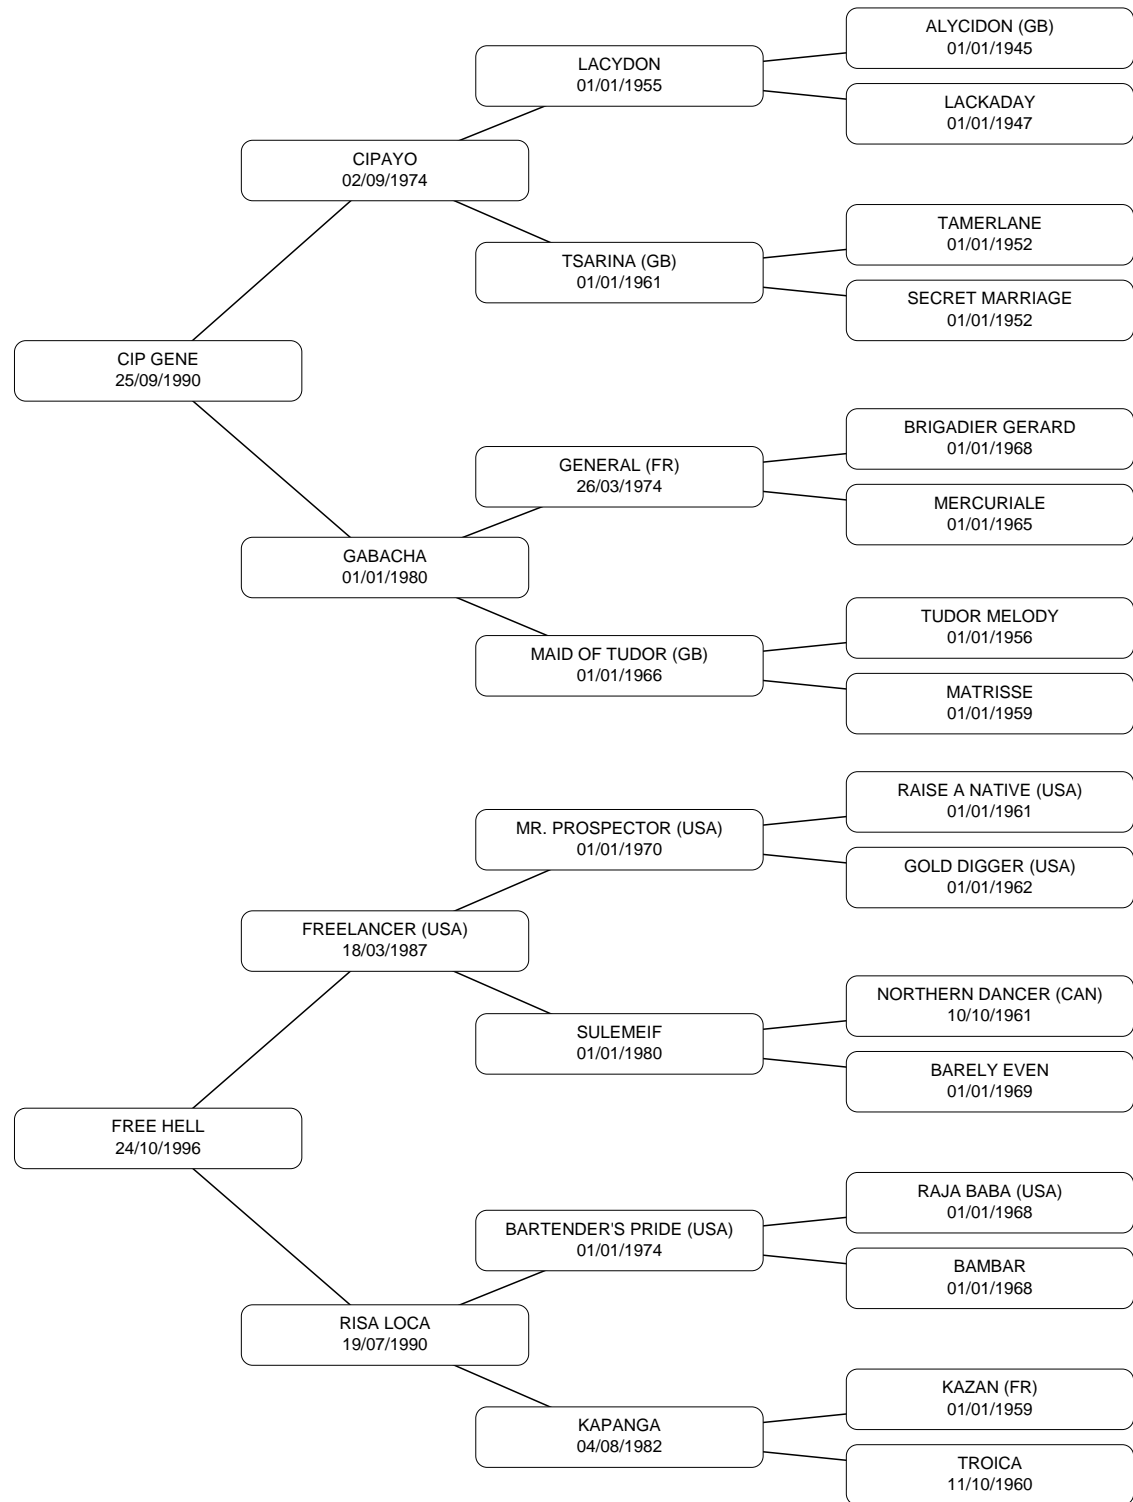 ALYCIDON (GB)
01/01/1945
LACYDON
01/01/1955
LACKADAY
01/01/1947
CIPAYO
02/09/1974
TAMERLANE
01/01/1952
TSARINA (GB)
01/01/1961
SECRET MARRIAGE
01/01/1952
CIP GENE
25/09/1990
BRIGADIER GERARD
01/01/1968
GENERAL (FR)
26/03/1974
MERCURIALE
01/01/1965
GABACHA
01/01/1980
TUDOR MELODY
01/01/1956
MAID OF TUDOR (GB)
01/01/1966
MATRISSE
01/01/1959
RAISE A NATIVE (USA)
01/01/1961
MR. PROSPECTOR (USA)
01/01/1970
GOLD DIGGER (USA)
01/01/1962
FREELANCER (USA)
18/03/1987
NORTHERN DANCER (CAN)
10/10/1961
SULEMEIF
01/01/1980
BARELY EVEN
01/01/1969
FREE HELL
24/10/1996
RAJA BABA (USA)
01/01/1968
BARTENDER'S PRIDE (USA)
01/01/1974
BAMBAR
01/01/1968
RISA LOCA
19/07/1990
KAZAN (FR)
01/01/1959
KAPANGA
04/08/1982
TROICA
11/10/1960